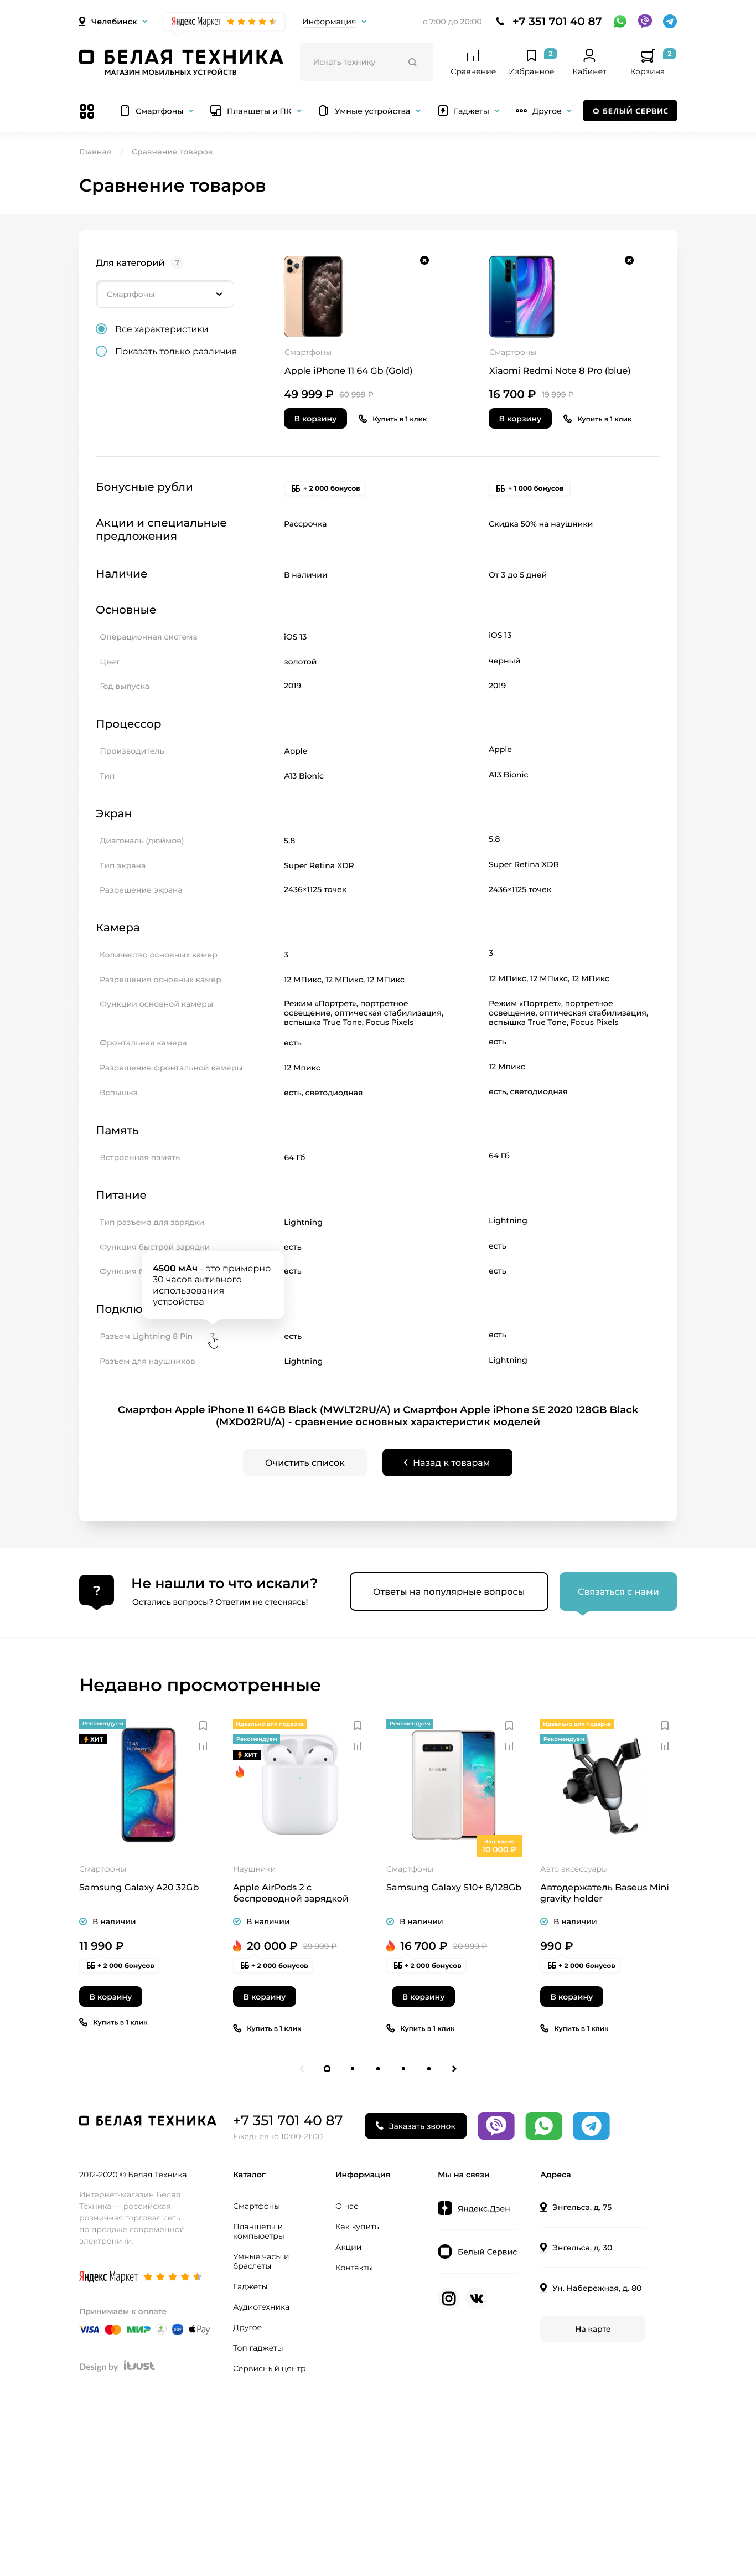 Челябинск
Яндекс Маркет
Информация
с 7:00 до 20:00
+7 351 701 40 87
БЕЛАЯ ТЕХНИКА
МАГАЗИН МОБИЛЬНЫХ УСТРОЙСТВ
Искать технику
Сравнение
2
Избранное
Кабинет
2
Корзина
Смартфоны
Планшеты и ПК
Умные устройства
Гаджеты
Другое
БЕЛЫЙ СЕРВИС
Главная / Сравнение товаров
Сравнение товаров
Для категорий ?
Смартфоны
Все характеристики
Показать только различия
Смартфоны
Apple iPhone 11 64 Gb (Gold)
49 999 ₽ 60 999 ₽
В корзину
Купить в 1 клик
Смартфоны
Xiaomi Redmi Note 8 Pro (blue)
16 700 ₽ 19 999 ₽
В корзину
Купить в 1 клик
Бонусные рубли
ББ + 2 000 бонусов
ББ + 1 000 бонусов
Акции и специальные
предложения
Рассрочка
Скидка 50% на наушники
Наличие
В наличии
От 3 до 5 дней
Основные
Операционная система
iOS 13
iOS 13
Цвет
золотой
черный
Год выпуска
2019
2019
Процессор
Производитель
Apple
Apple
Тип
A13 Bionic
A13 Bionic
Экран
Диагональ (дюймов)
5,8
5,8
Тип экрана
Super Retina XDR
Super Retina XDR
Разрешение экрана
2436×1125 точек
2436×1125 точек
Камера
Количество основных камер
3
3
Разрешения основных камер
12 МПикс, 12 МПикс, 12 МПикс
12 МПикс, 12 МПикс, 12 МПикс
Функции основной камеры
Режим «Портрет», портретное
освещение, оптическая стабилизация,
вспышка True Tone, Focus Pixels
Режим «Портрет», портретное
освещение, оптическая стабилизация,
вспышка True Tone, Focus Pixels
Фронтальная камера
есть
есть
Разрешение фронтальной камеры
12 Мпикс
12 Мпикс
Вспышка
есть, светодиодная
есть, светодиодная
Память
Встроенная память
64 Гб
64 Гб
Питание
Тип разъема для зарядки
Lightning
Lightning
Функция быстрой зарядки
есть
есть
Функция
есть
есть
4500 мАч - это примерно
30 часов активного
использования
устройства
Подклю
Разъем Lightning 8 Pin
есть
есть
Разъем для наушников
Lightning
Lightning
Смартфон Apple iPhone 11 64GB Black (MWLT2RU/A) и Смартфон Apple iPhone SE 2020 128GB Black
(MXD02RU/A) - сравнение основных характеристик моделей
Очистить список
Назад к товарам
?
Не нашли то что искали?
Остались вопросы? Ответим не стесняясь!
Ответы на популярные вопросы
Связаться с нами
Недавно просмотренные
Рекомендуем
ХИТ
Смартфоны
Samsung Galaxy A20 32Gb
В наличии
11 990 ₽
ББ + 2 000 бонусов
В корзину
Купить в 1 клик
Идеально для подарка
Рекомендуем
ХИТ
Наушники
Apple AirPods 2 с
беспроводной зарядкой
В наличии
20 000 ₽ 29 999 ₽
ББ + 2 000 бонусов
В корзину
Купить в 1 клик
Рекомендуем
Экономия
10 000 ₽
Смартфоны
Samsung Galaxy S10+ 8/128Gb
В наличии
16 700 ₽ 20 999 ₽
ББ + 2 000 бонусов
В корзину
Купить в 1 клик
Идеально для подарка
Рекомендуем
Авто аксессуары
Автодержатель Baseus Mini
gravity holder
В наличии
990 ₽
ББ + 2 000 бонусов
В корзину
Купить в 1 клик
БЕЛАЯ ТЕХНИКА
+7 351 701 40 87
Ежедневно 10:00-21:00
Заказать звонок
2012-2020 © Белая Техника
Интернет-магазин Белая
Техника — российская
розничная торговая сеть
по продаже современной
электроники.
Яндекс Маркет
Принимаем к оплате
VISA
МИР
Pay
Design by itJust
Каталог
Смартфоны
Планшеты и
компьюетры
Умные часы и
браслеты
Гаджеты
Аудиотехника
Другое
Топ гаджеты
Сервисный центр
Информация
О нас
Как купить
Акции
Контакты
Мы на связи
Яндекс.Дзен
Белый Сервис
Адреса
Энгельса, д. 75
Энгельса, д. 30
Ун. Набережная, д. 80
На карте